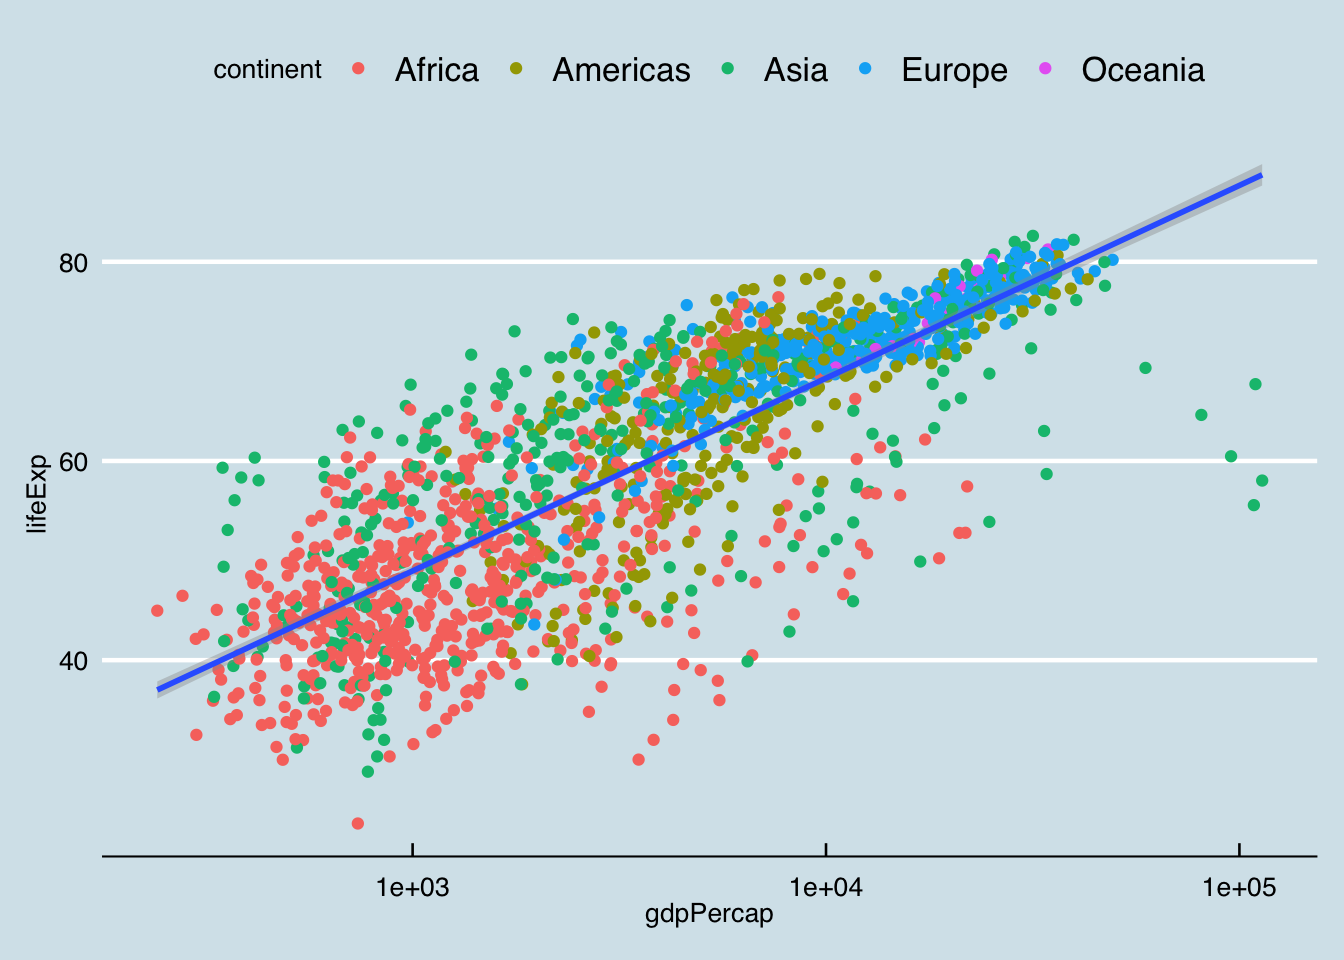 continent Africa Americas Asia Europe Oceania
80
60
40
lifeExp
1e+03 1e+04 1e+05
gdpPercap